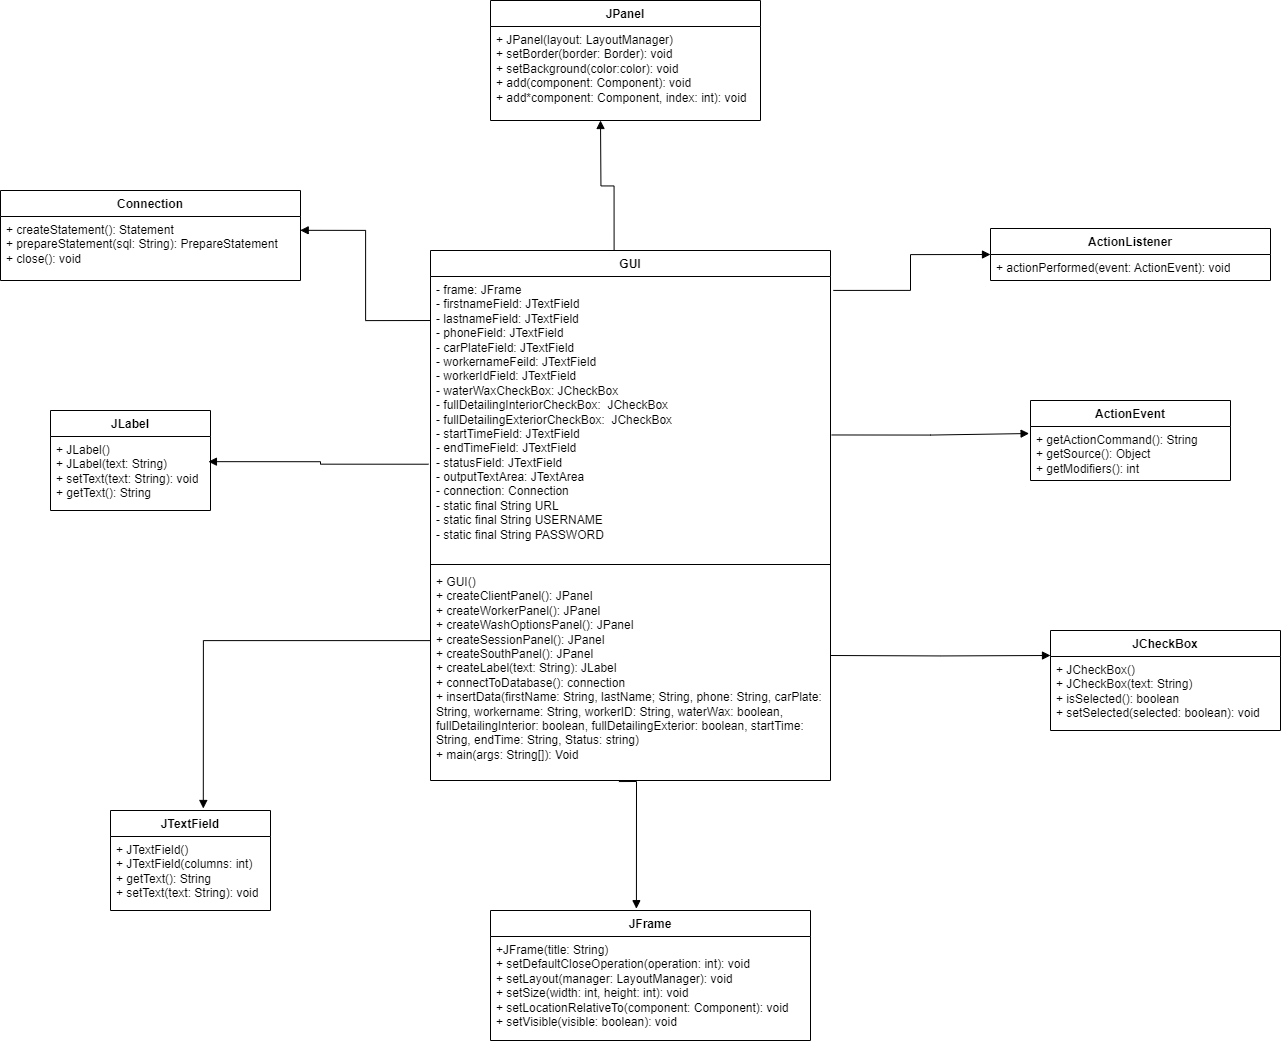 JPanel
+ JPanel(layout: LayoutManager)
+ setBorder(border: Border): void
+ setBackground(color:color): void
+ add(component: Component): void
+ add*component: Component, index: int): void
Connection
+ createStatement(): Statement
+ prepareStatement(sql: String): PrepareStatement
+ close(): void
ActionListener
+ actionPerformed(event: ActionEvent): void
GUI
- frame: JFrame
- firstnameField: JTextField
- lastnameField: JTextField
- phoneField: JTextField
- carPlateField: JTextField
- workernameFeild: JTextField
- workerIdField: JTextField
- waterWaxCheckBox: JCheckBox
- fullDetailingInteriorCheckBox:  JCheckBox
- fullDetailingExteriorCheckBox:  JCheckBox
- startTimeField: JTextField
- endTimeField: JTextField
- statusField: JTextField
- outputTextArea: JTextArea
- connection: Connection
- static final String URL
- static final String USERNAME
- static final String PASSWORD
+ GUI()
+ createClientPanel(): JPanel
+ createWorkerPanel(): JPanel
+ createWashOptionsPanel(): JPanel
+ createSessionPanel(): JPanel
+ createSouthPanel(): JPanel
+ createLabel(text: String): JLabel
+ connectToDatabase(): connection
+ insertData(firstName: String, lastName; String, phone: String, carPlate:
String, workername: String, workerID: String, waterWax: boolean,
fullDetailingInterior: boolean, fullDetailingExterior: boolean, startTime:
String, endTime: String, Status: string)
+ main(args: String[]): Void
JLabel
+ JLabel()
+ JLabel(text: String)
+ setText(text: String): void
+ getText(): String
ActionEvent
+ getActionCommand(): String
+ getSource(): Object
+ getModifiers(): int
JCheckBox
+ JCheckBox()
+ JCheckBox(text: String)
+ isSelected(): boolean
+ setSelected(selected: boolean): void
JTextField
+ JTextField()
+ JTextField(columns: int)
+ getText(): String
+ setText(text: String): void
JFrame
+JFrame(title: String)
+ setDefaultCloseOperation(operation: int): void
+ setLayout(manager: LayoutManager): void
+ setSize(width: int, height: int): void
+ setLocationRelativeTo(component: Component): void
+ setVisible(visible: boolean): void